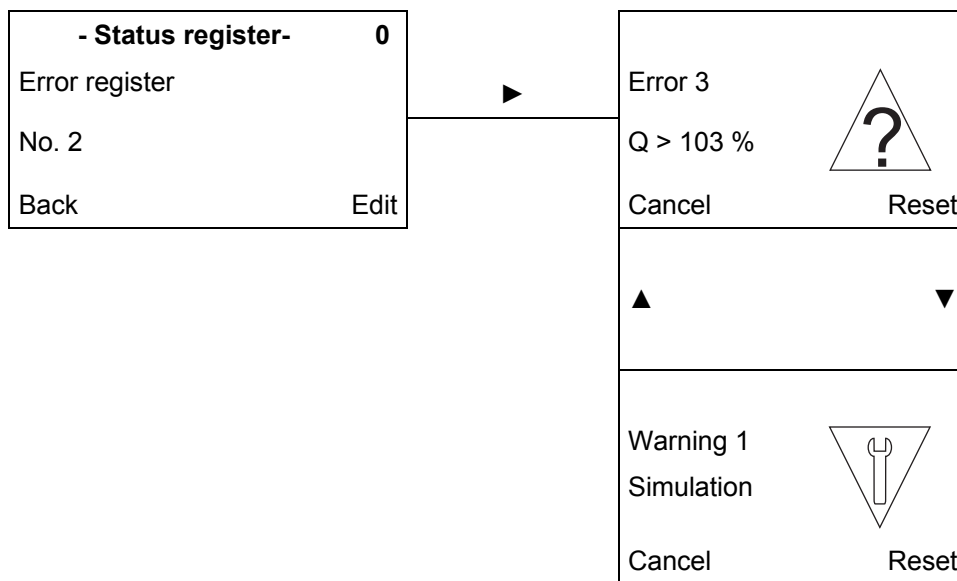 - Status register- 0
Error register
No. 2
Back Edit
►
Error 3
Q > 103 %
?
Cancel Reset
▲ ▼
Warning 1
Simulation
Cancel Reset